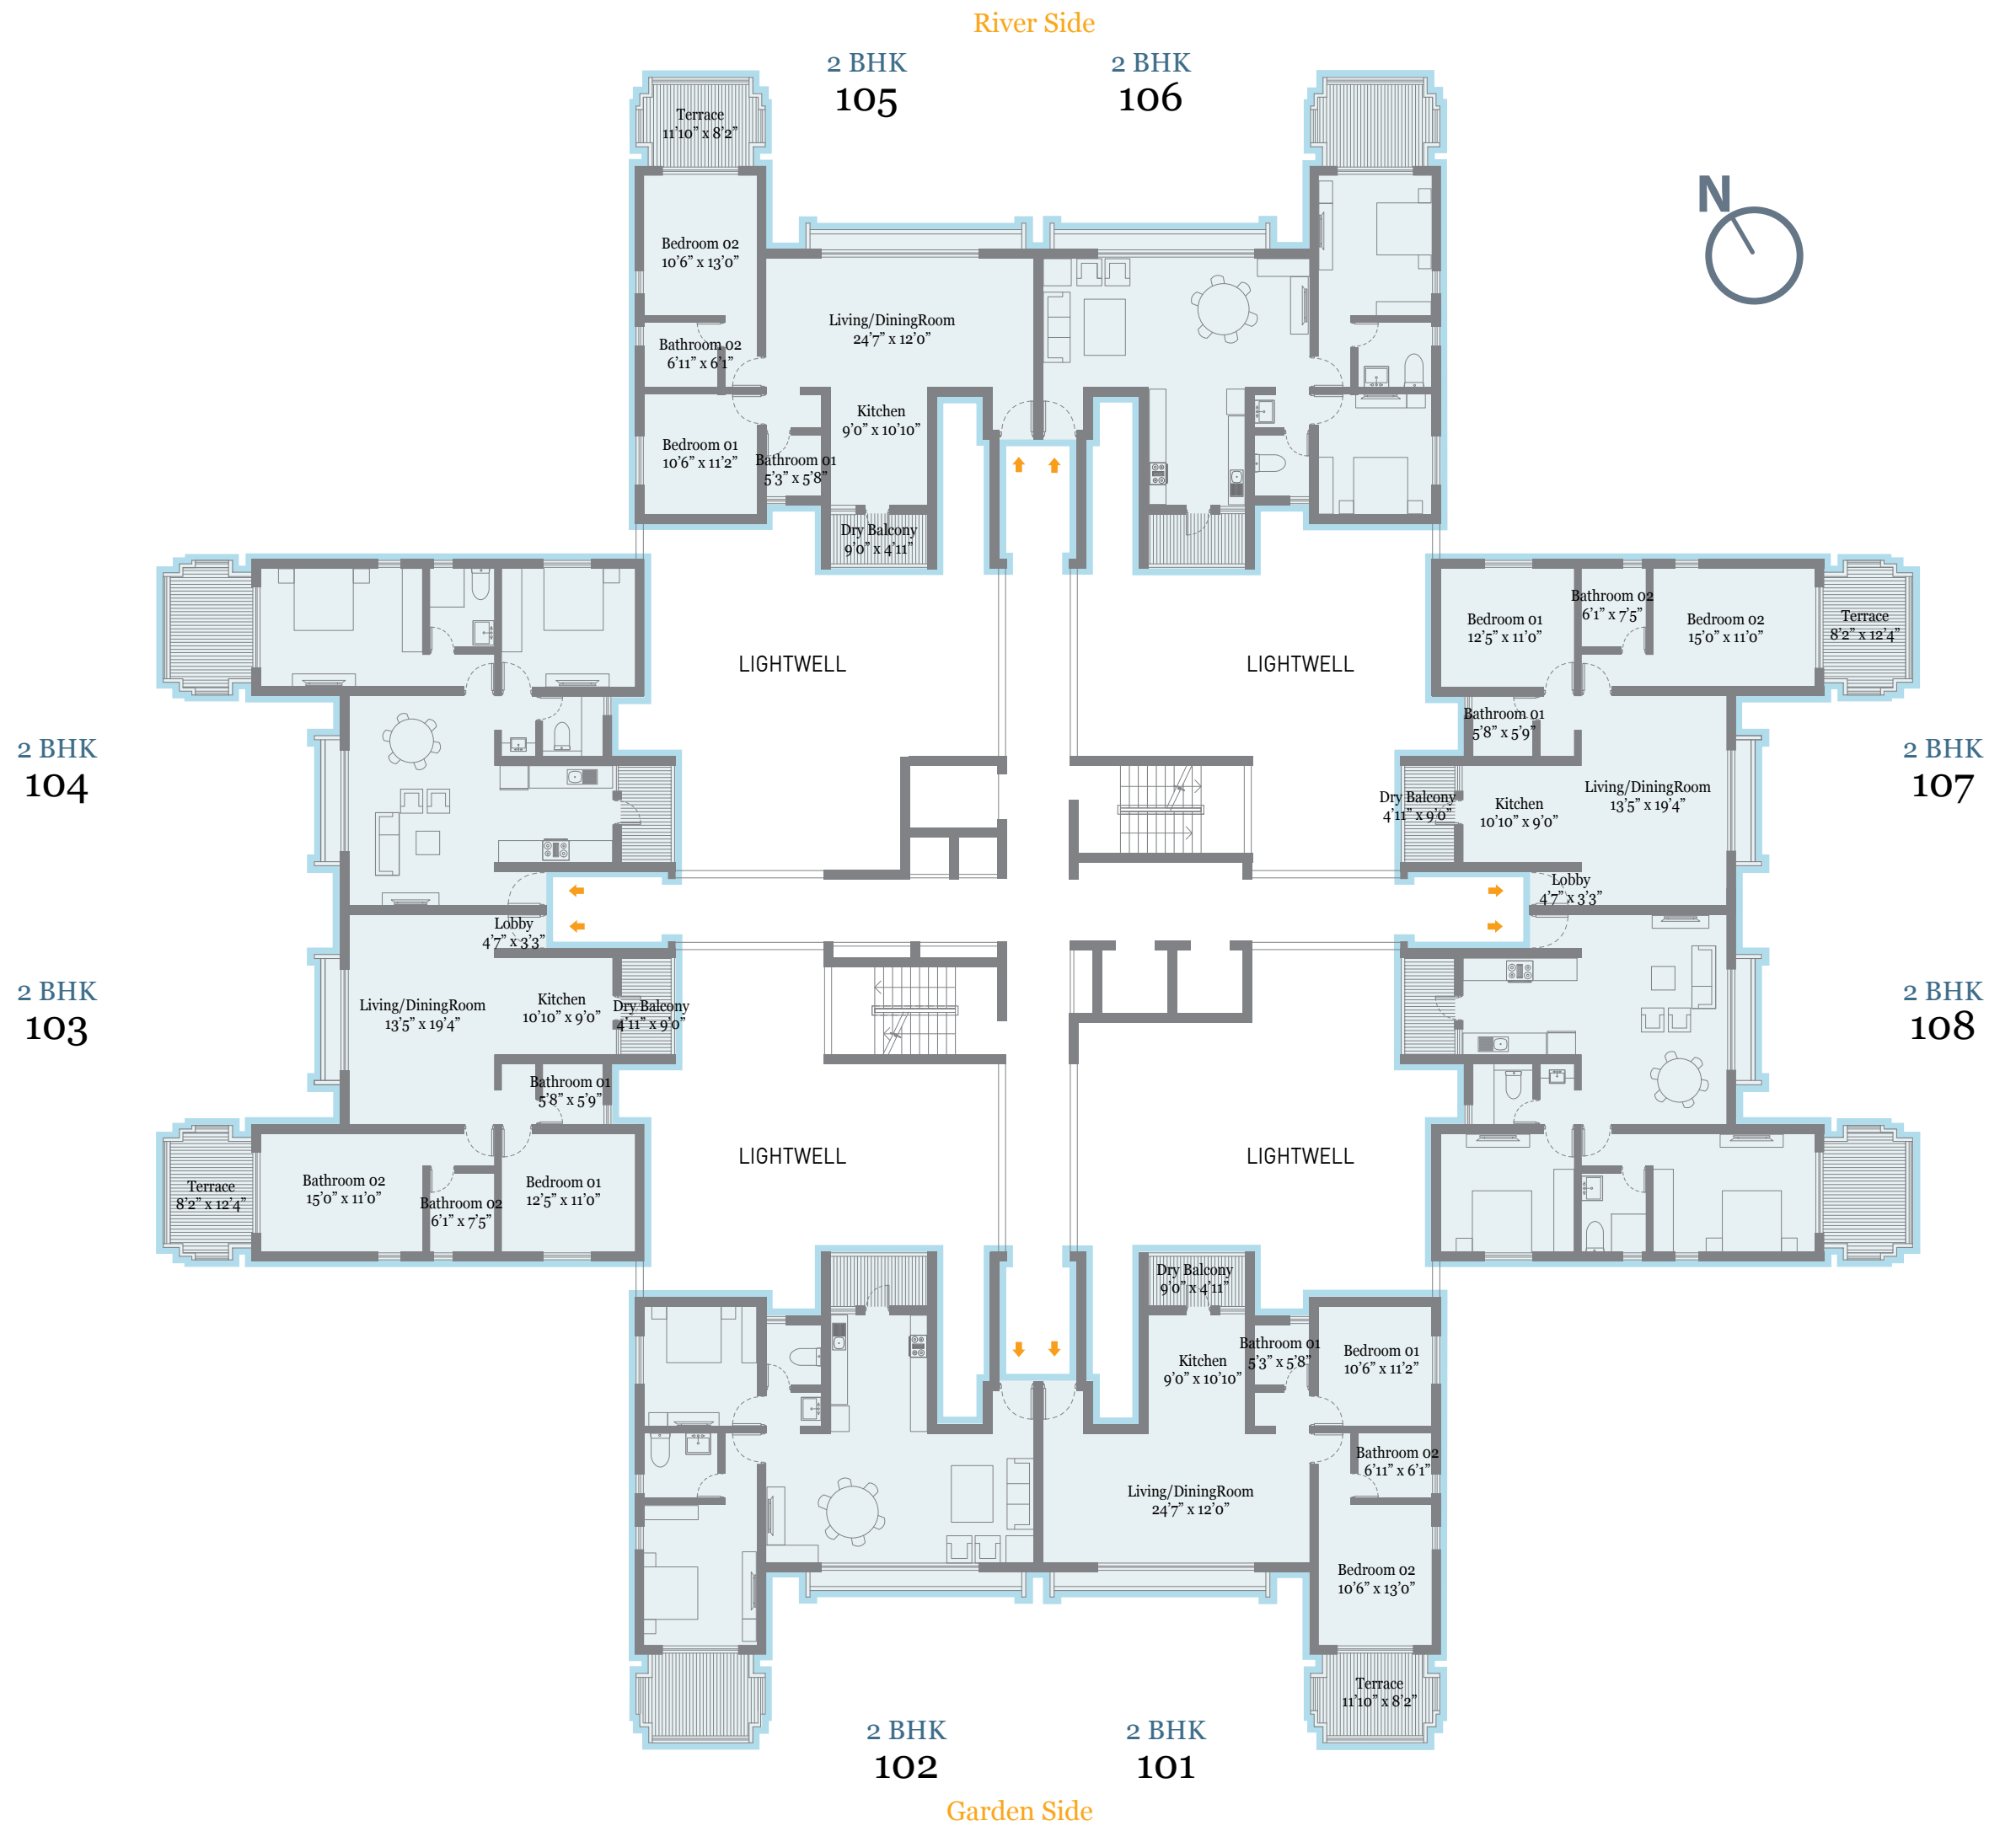 River Side
2 BHK
105
2 BHK
106
Terrace
11'10" x 8'2"
N
Bedroom 02
10'6" x 13'0"
Living/DiningRoom
24'7" x 12'0"
Bathroom 02
6'11" x 6'1"
Kitchen
9'0" x 10'10"
Bedroom 01
10'6" x 11'2"
Bathroom 01
5'3" x 5'8"
Dry Balcony
9'0" x 4'11"
LIGHTWELL
LIGHTWELL
Bedroom 01
12'5" x 11'0"
Bathroom 02
6'1" x 7'5"
Bedroom 02
15'0" x 11'0"
Terrace
8'2" x 12'4"
Bathroom 01
5'8" x 5'9"
2 BHK
104
2 BHK
107
Living/DiningRoom
13'5" x 19'4"
Dry Balcony
4'11" x 9'0"
Kitchen
10'10" x 9'0"
Lobby
4'7" x 3'3"
Lobby
4'7" x 3'3"
2 BHK
103
Living/DiningRoom
13'5" x 19'4"
Kitchen
10'10" x 9'0"
Dry Balcony
4'11" x 9'0"
2 BHK
108
Bathroom 01
5'8" x 5'9"
LIGHTWELL
LIGHTWELL
Terrace
8'2" x 12'4"
Bathroom 02
15'0" x 11'0"
Bathroom 02
6'1" x 7'5"
Bedroom 01
12'5" x 11'0"
Dry Balcony
9'0" x 4'11"
Kitchen
9'0" x 10'10"
Bathroom 01
5'3" x 5'8"
Bedroom 01
10'6" x 11'2"
Bathroom 02
6'11" x 6'1"
Living/DiningRoom
24'7" x 12'0"
Bedroom 02
10'6" x 13'0"
Terrace
11'10" x 8'2"
2 BHK
102
2 BHK
101
Garden Side